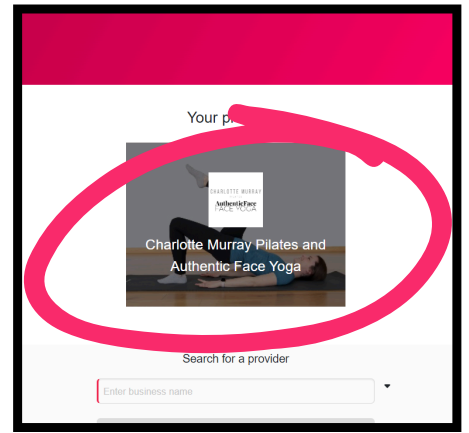 Your
CHARLOTTE MURRAY
AuthenticFace
FACE YOGA
Charlotte Murray Pilates and
Authentic Face Yoga
Search for a provider
Enter business name